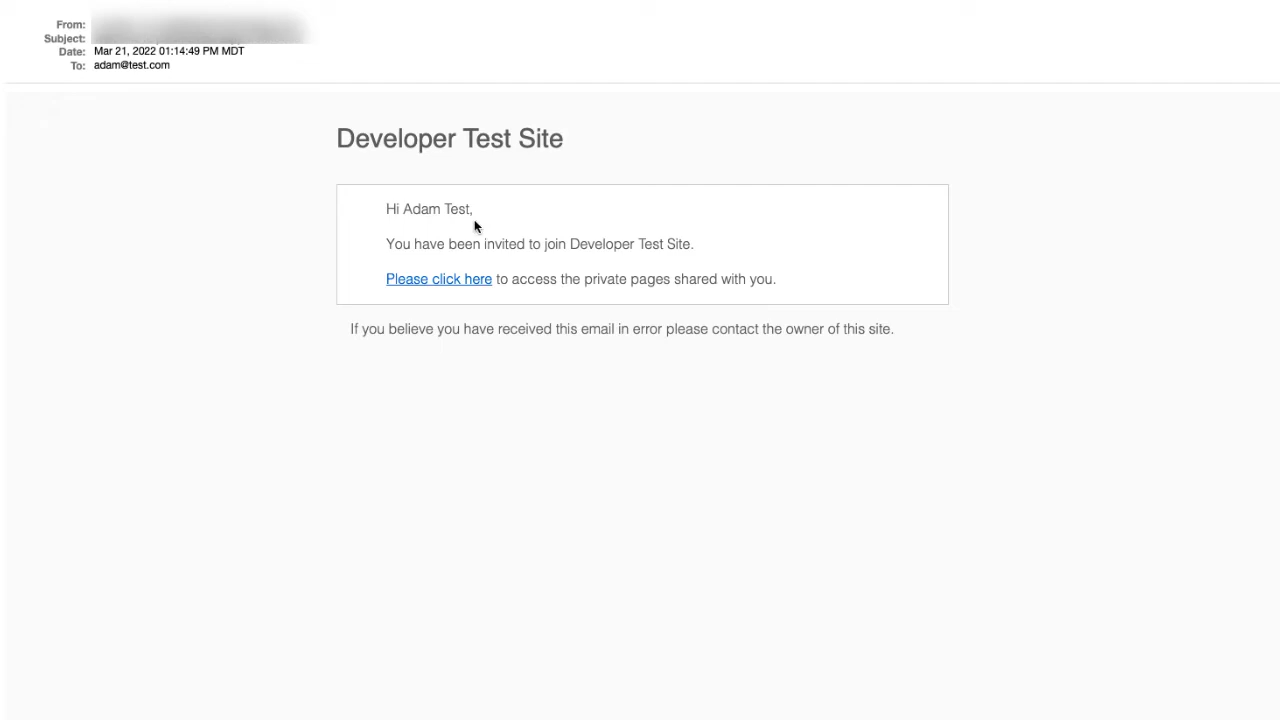 From:
Subject:
Date: Mar 21, 2022 01:14:49 PM MDT
To: adam@test.com
Developer Test Site
Hi Adam Test,
You have been invited to join Developer Test Site.
Please click here to access the private pages shared with you.
If you believe you have received this email in error please contact the owner of this site.